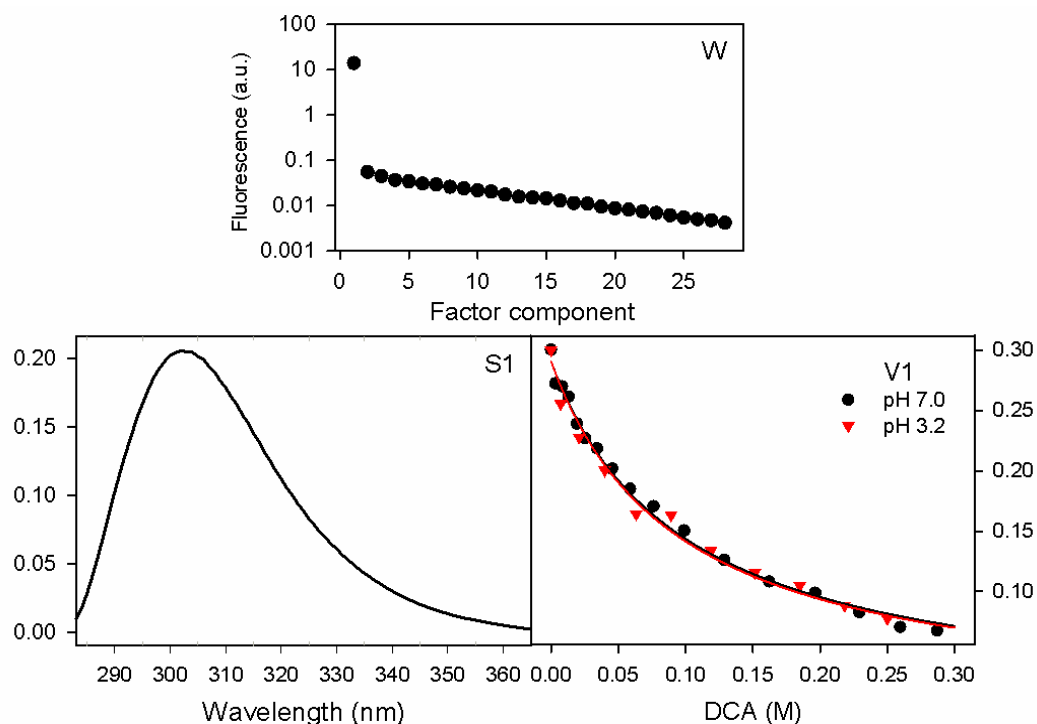 W
Fluorescence (a.u.)
100
10
1
0.1
0.01
0.001
0 5 10 15 20 25
Factor component
S1
0.20
0.15
0.10
0.05
0.00
290 300 310 320 330 340 350 360
Wavelength (nm)
V1
pH 7.0
pH 3.2
0.30
0.25
0.20
0.15
0.10
0.00 0.05 0.10 0.15 0.20 0.25 0.30
DCA (M)